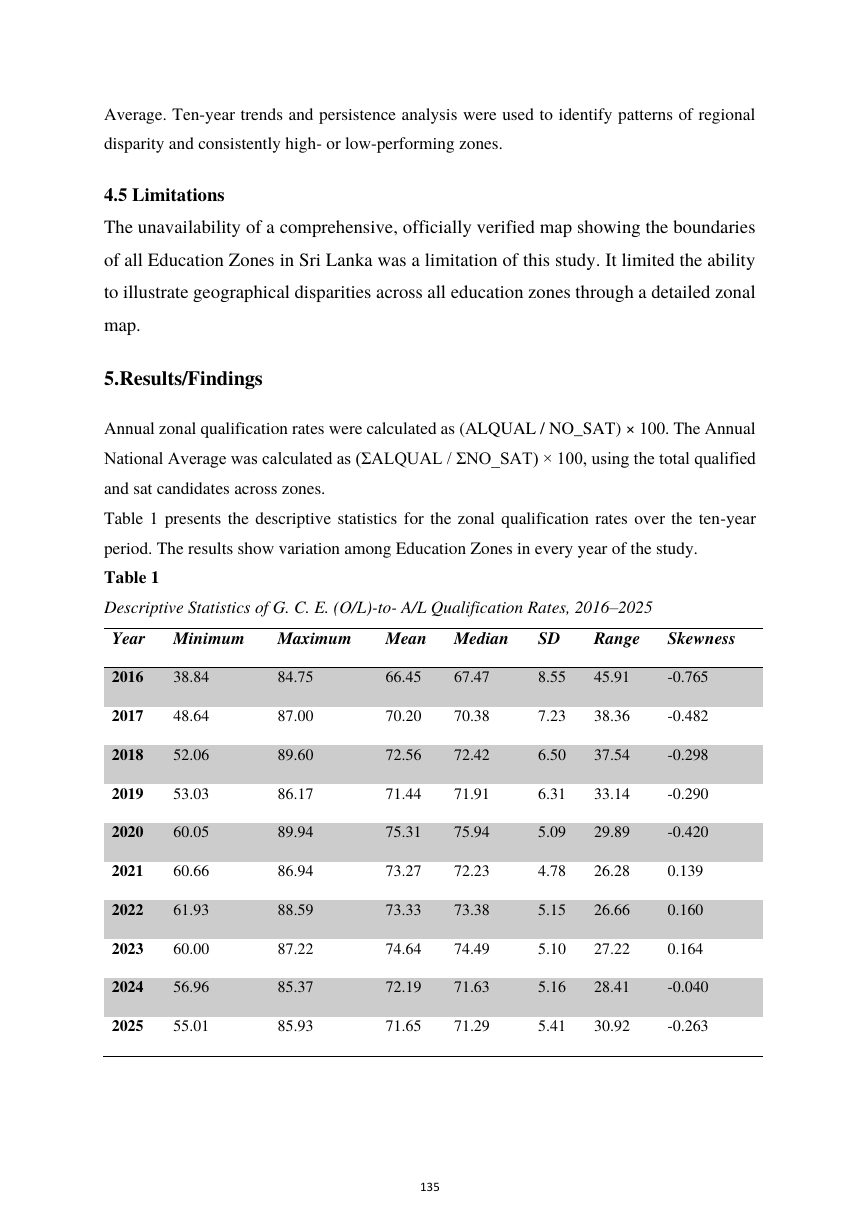 Average. Ten-year trends and persistence analysis were used to identify patterns of regional
disparity and consistently high- or low-performing zones.
4.5 Limitations
The unavailability of a comprehensive, officially verified map showing the boundaries
of all Education Zones in Sri Lanka was a limitation of this study. It limited the ability
to illustrate geographical disparities across all education zones through a detailed zonal
map.
5.Results/Findings
Annual zonal qualification rates were calculated as (ALQUAL / NO_SAT) × 100. The Annual
National Average was calculated as (ΣALQUAL / ΣNO_SAT) × 100, using the total qualified
and sat candidates across zones.
Table 1 presents the descriptive statistics for the zonal qualification rates over the ten-year
period. The results show variation among Education Zones in every year of the study.
Table 1
Descriptive Statistics of G. C. E. (O/L)-to- A/L Qualification Rates, 2016–2025
Year Minimum Maximum Mean Median SD Range Skewness
2016 38.84 84.75 66.45 67.47 8.55 45.91 -0.765
2017 48.64 87.00 70.20 70.38 7.23 38.36 -0.482
2018 52.06 89.60 72.56 72.42 6.50 37.54 -0.298
2019 53.03 86.17 71.44 71.91 6.31 33.14 -0.290
2020 60.05 89.94 75.31 75.94 5.09 29.89 -0.420
2021 60.66 86.94 73.27 72.23 4.78 26.28 0.139
2022 61.93 88.59 73.33 73.38 5.15 26.66 0.160
2023 60.00 87.22 74.64 74.49 5.10 27.22 0.164
2024 56.96 85.37 72.19 71.63 5.16 28.41 -0.040
2025 55.01 85.93 71.65 71.29 5.41 30.92 -0.263
135